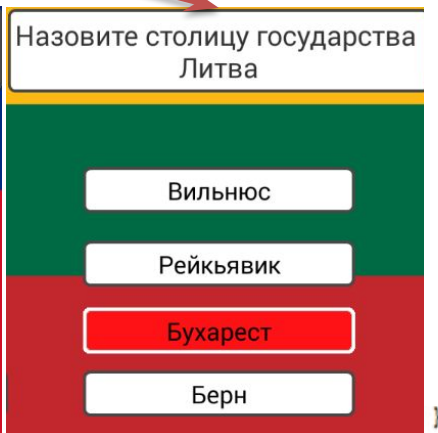 Назовите столицу государства
Литва
Вильнюс
Рейкьявик
Бухарест
Берн